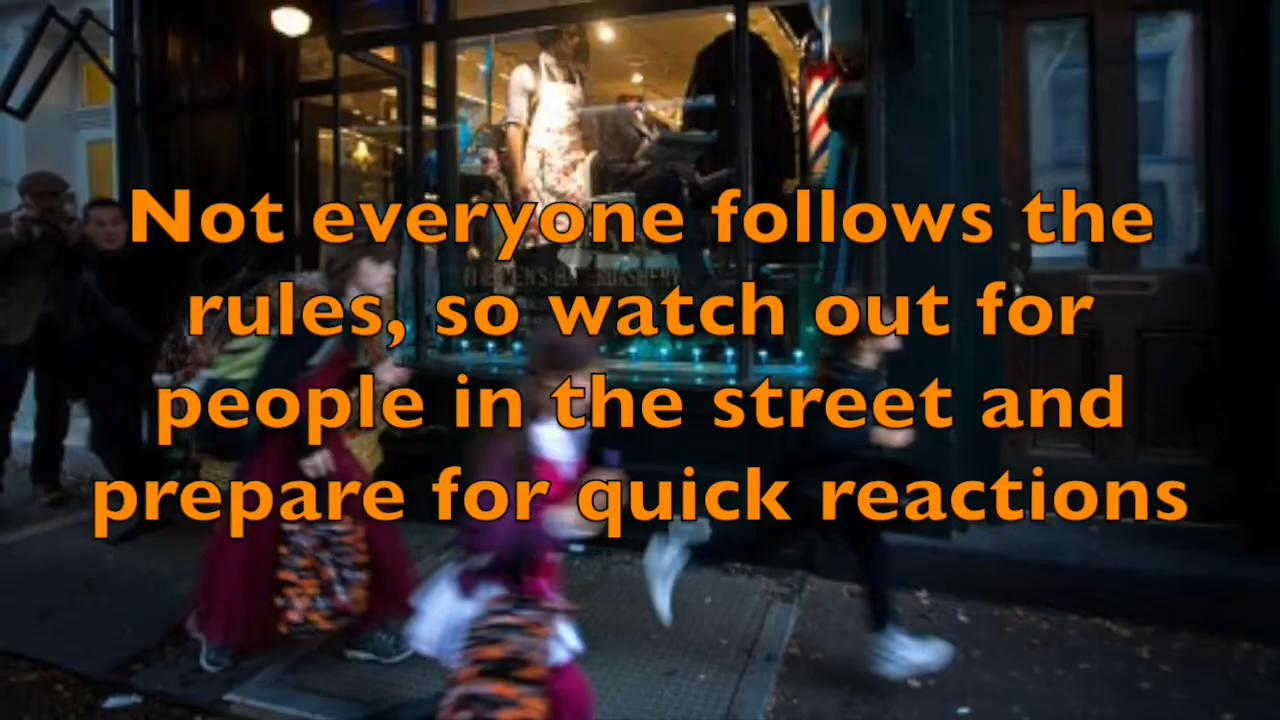 Not everyone follows the
rules, so watch out for
people in the street and
prepare for quick reactions